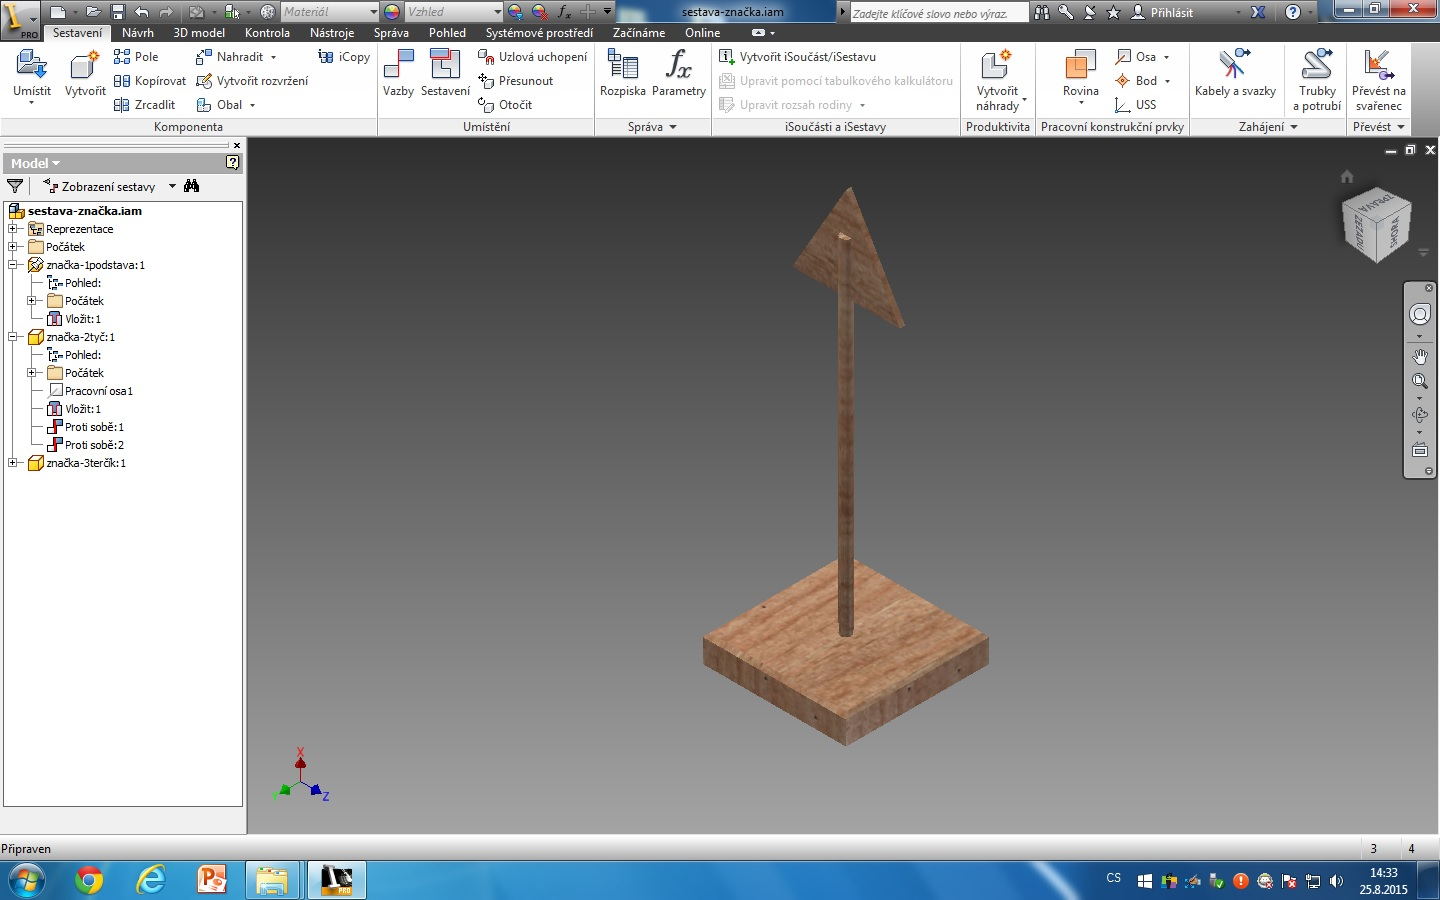 PRO
Materiál
Vzhled
fx
sestava-značka.iam
Zadejte klíčové slovo nebo výraz.
Přihlásit
Sestavení Návrh 3D model Kontrola Nástroje Správa Pohled Systémové prostředí Začínáme Online
Umístit
Vytvořit
Pole
Kopírovat
Zrcadlit
Nahradit
Vytvořit rozvržení
Obal
iCopy
Komponenta
Vazby
Sestavení
Uzlová uchopení
Přesunout
Otočit
Umístění
Rozpiska
fx
Parametry
Správa
Vytvořit iSoučást/iSestavu
Upravit pomocí tabulkového kalkulátoru
Upravit rozsah rodiny
iSoučásti a iSestavy
Vytvořit
náhrady
Produktivita
Rovina
Osa
Bod
USS
Pracovní konstrukční prvky
Kabely a svazky
Trubky
a potrubí
Zahájení
Převést na
svařenec
Převést
Model
Zobrazení sestavy
sestava-značka.iam
Reprezentace
Počátek
značka-1podstava:1
Pohled:
Počátek
Vložit:1
značka-2tyč:1
Pohled:
Počátek
Pracovní osa1
Vložit:1
Proti sobě:1
Proti sobě:2
značka-3terčík:1
ZPRAVA
ZEZADU
SHORA
X
Y
Z
Připraven
3 4
PRO
CS
14:33
25.8.2015